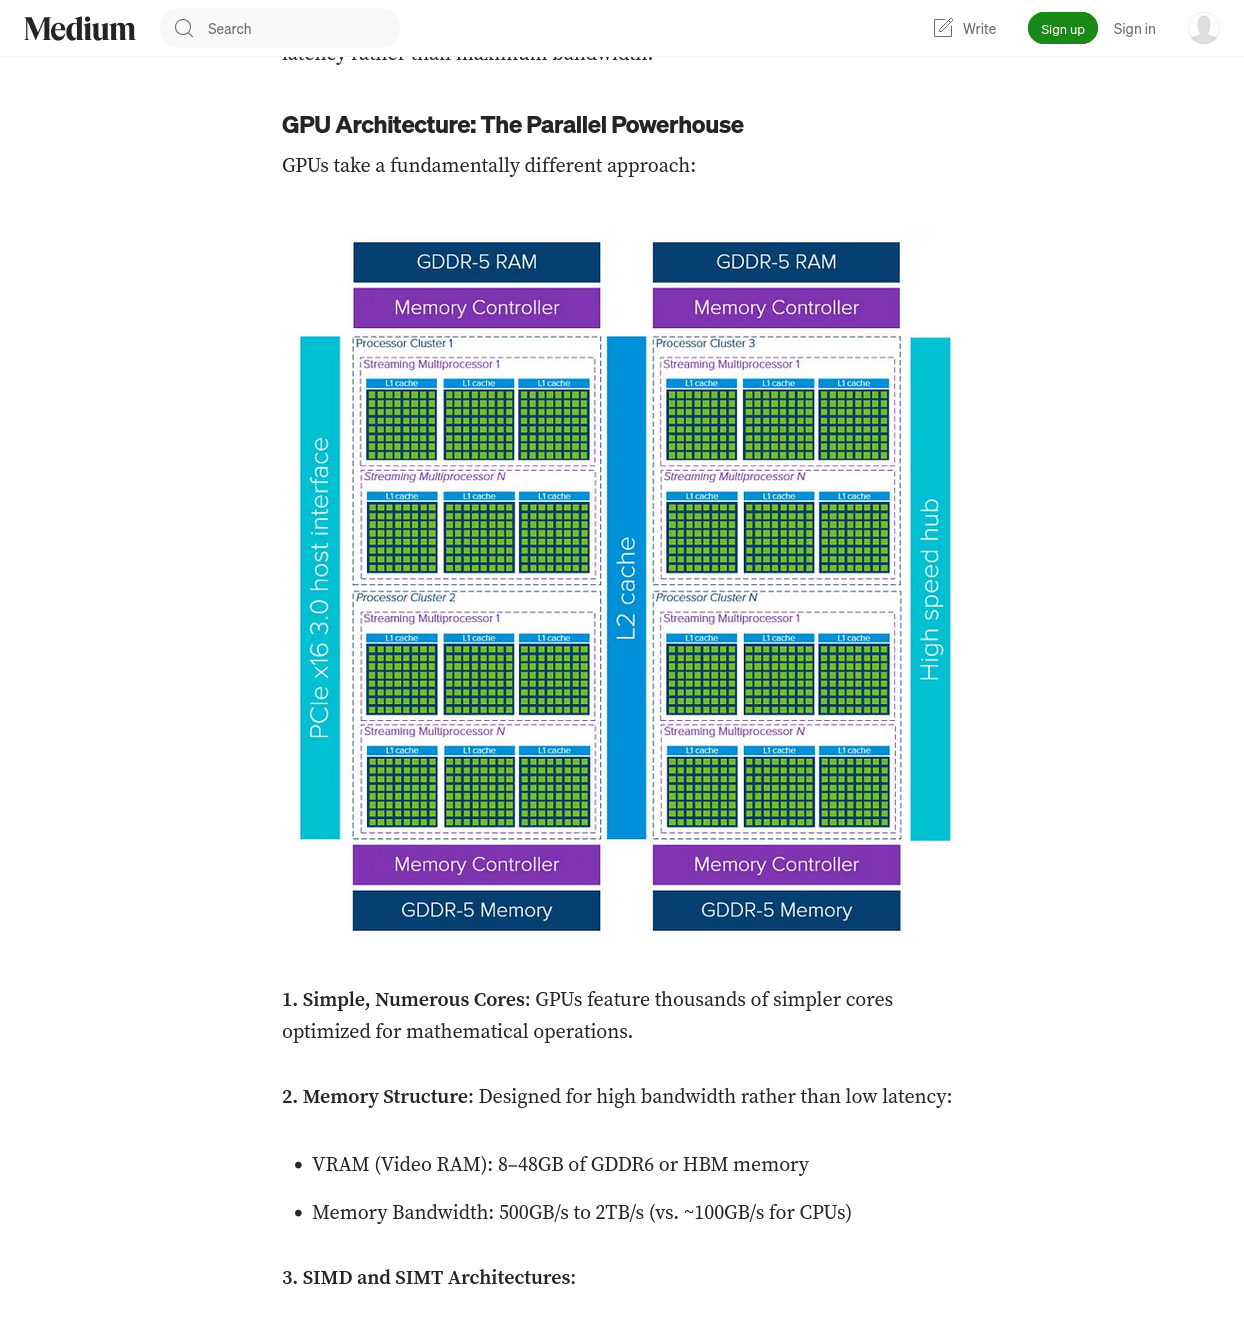 Medium
Search
Write
Sign up
Sign in
latency rather than maximum bandwidth.
GPU Architecture: The Parallel Powerhouse
GPUs take a fundamentally different approach:
GDDR-5 RAM
GDDR-5 RAM
Memory Controller
Memory Controller
PCIe x16 3.0 host interface
Processor Cluster 1
Streaming Multiprocessor 1
L1 cache L1 cache L1 cache
Streaming Multiprocessor N
L1 cache L1 cache L1 cache
Processor Cluster 2
Streaming Multiprocessor 1
L1 cache L1 cache L1 cache
Streaming Multiprocessor N
L1 cache L1 cache L1 cache
L2 cache
Processor Cluster 3
Streaming Multiprocessor 1
L1 cache L1 cache L1 cache
Streaming Multiprocessor N
L1 cache L1 cache L1 cache
Processor Cluster N
Streaming Multiprocessor 1
L1 cache L1 cache L1 cache
Streaming Multiprocessor N
L1 cache L1 cache L1 cache
High speed hub
Memory Controller
Memory Controller
GDDR-5 Memory
GDDR-5 Memory
1. Simple, Numerous Cores: GPUs feature thousands of simpler cores
optimized for mathematical operations.
2. Memory Structure: Designed for high bandwidth rather than low latency:
• VRAM (Video RAM): 8–48GB of GDDR6 or HBM memory
• Memory Bandwidth: 500GB/s to 2TB/s (vs. ~100GB/s for CPUs)
3. SIMD and SIMT Architectures: